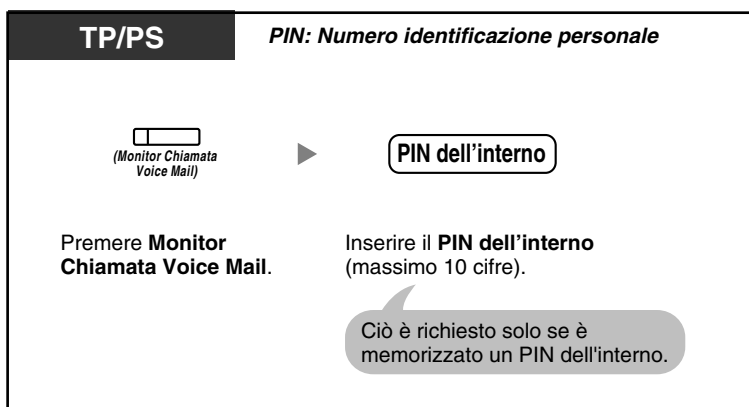 TP/PS
PIN: Numero identificazione personale
(Monitor Chiamata
Voice Mail)
PIN dell’interno
Premere Monitor
Chiamata Voice Mail.
Inserire il PIN dell’interno
(massimo 10 cifre).
Ciò è richiesto solo se è
memorizzato un PIN dell'interno.